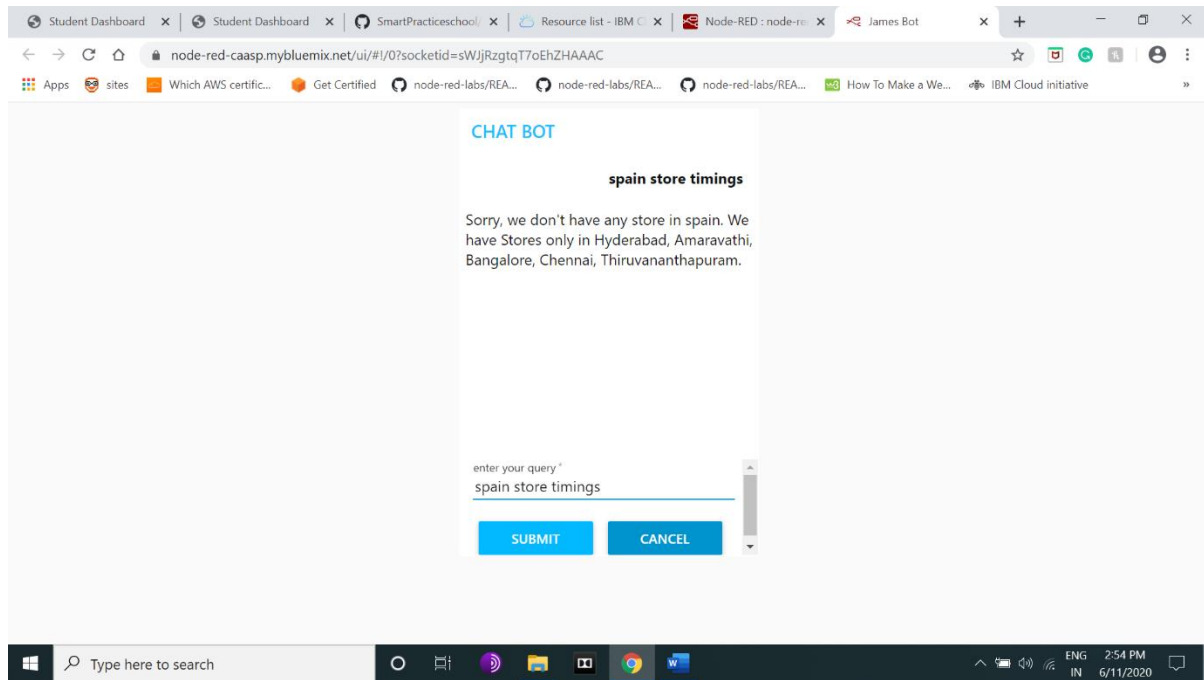 Student Dashboard
Student Dashboard
SmartPracticeschool/
Resource list - IBM C
Node-RED : node-re
James Bot
node-red-caasp.mybluemix.net/ui/#!/0?socketid=sWJjRzgtqT7oEhZHAAAC
Apps sites Which AWS certific... Get Certified node-red-labs/REA... node-red-labs/REA... node-red-labs/REA... How To Make a We... IBM Cloud initiative »
CHAT BOT
spain store timings
Sorry, we don't have any store in spain. We
have Stores only in Hyderabad, Amaravathi,
Bangalore, Chennai, Thiruvananthapuram.
enter your query *
spain store timings
SUBMIT CANCEL
Type here to search
ENG 2:54 PM
IN 6/11/2020